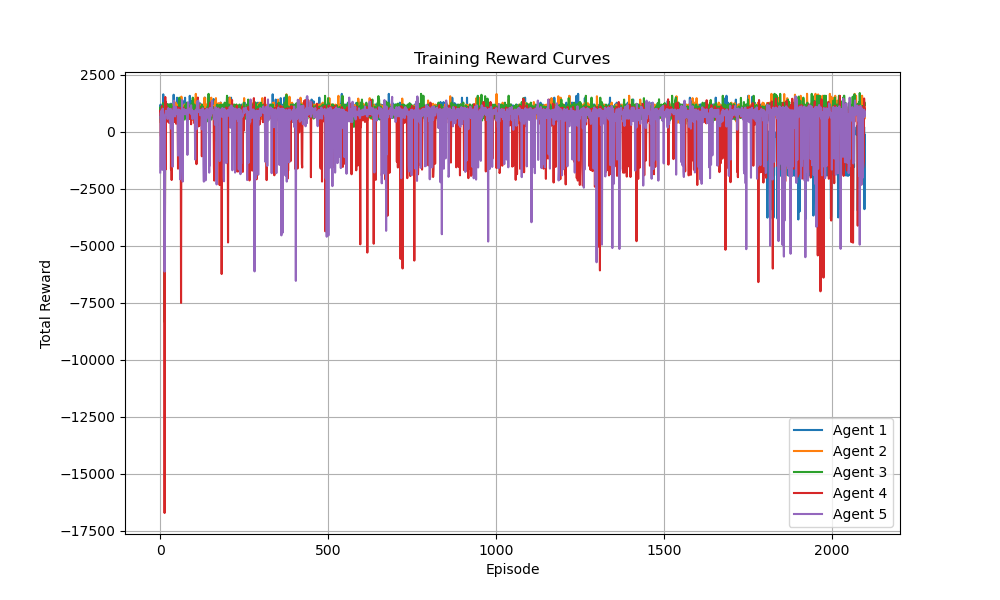 Training Reward Curves
2500
0
−2500
−5000
−7500
−10000
−12500
−15000
−17500
Total Reward
0 500 1000 1500 2000
Episode
Agent 1
Agent 2
Agent 3
Agent 4
Agent 5